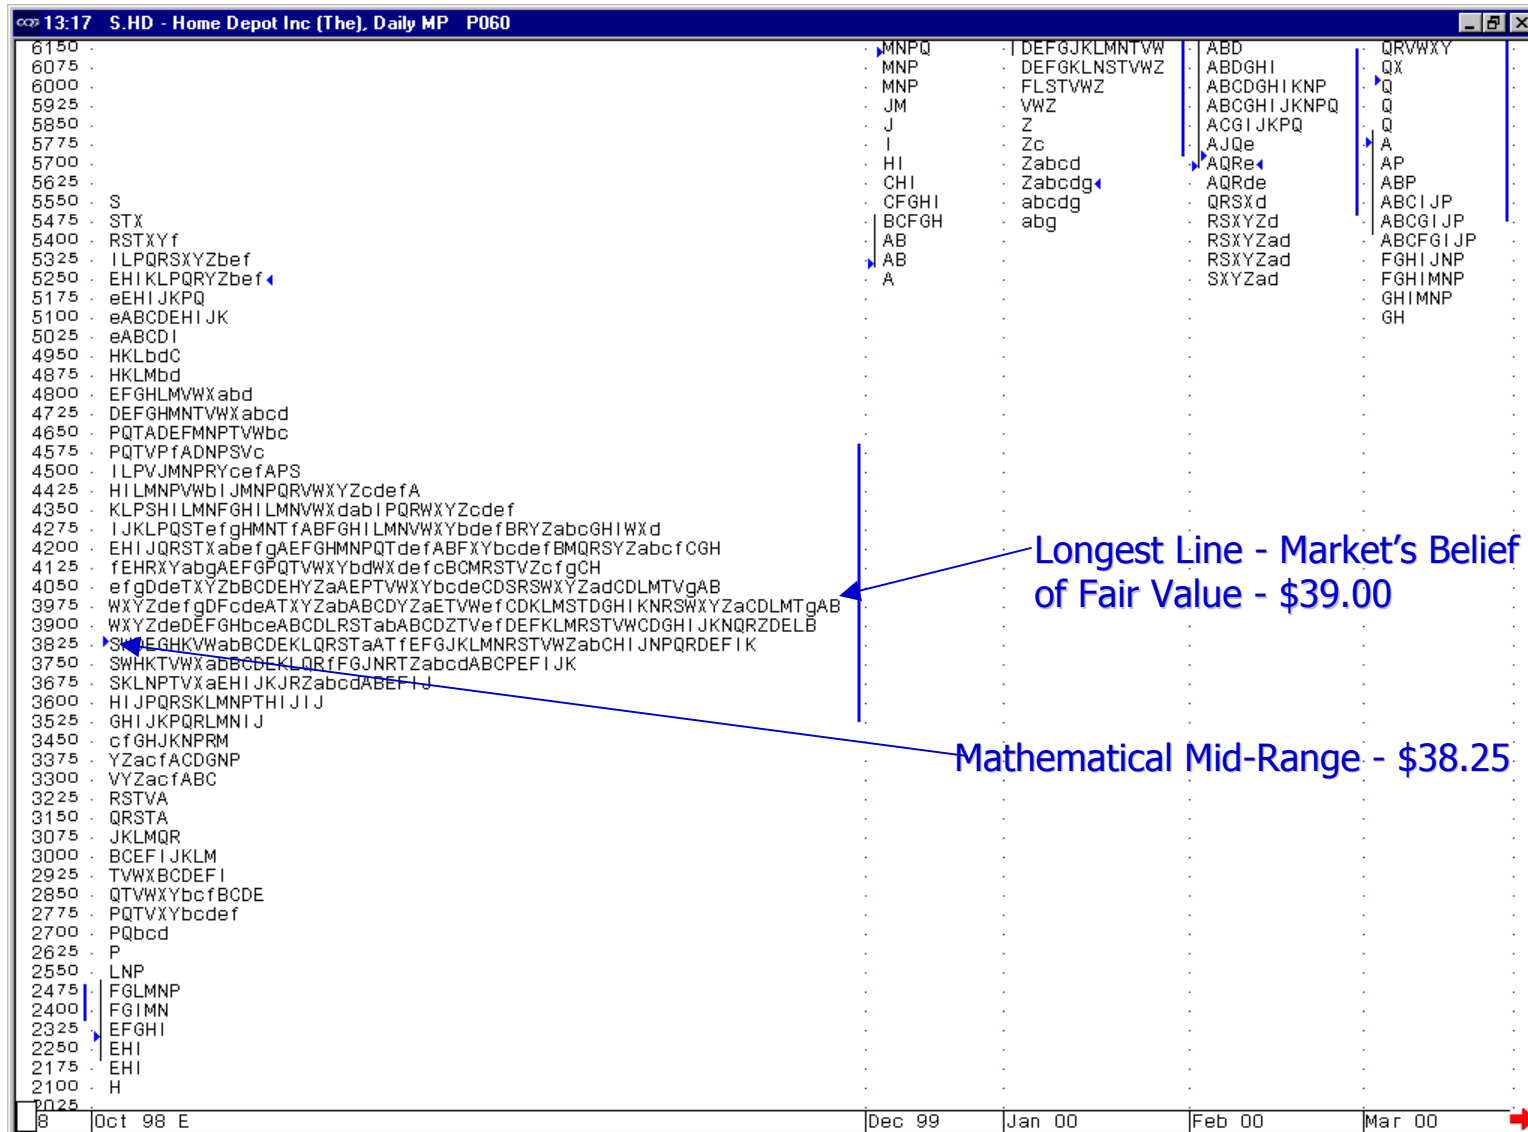 CQG 13:17 S.HD - Home Depot Inc (The), Daily MP P060
6150 MNPQ DEFGJKLMNTVW ABD QRVWXY
6075 MNP DEFGKLNSTVWZ ABDGHI QX
6000 MNP FLSTVWZ ABCDGHIKNP Q
5925 JM VWZ ABCGHIJKNPQ Q
5850 J Z ACGIJKPQ Q
5775 I Zc AJQe A
5700 HI Zabcd AQRe AP
5625 CHI Zabcdg AQRde ABP
5550 S CFGHI abcdg QRSXd ABCIJP
5475 STX BCFGH abg RSXYZd ABCGIJP
5400 RSTXYf AB RSXYZad ABCFGIJP
5325 ILPQRSXYZbef AB RSXYZad FGHIJNP
5250 EHIKLPQRYZbef A SXYZad FGHIMNP
5175 eEHIJKPQ GHIMNP
5100 eABCDEHIJK GH
5025 eABCDI
4950 HKLbdC
4875 HKLMbd
4800 EFGHLMVWXabd
4725 DEFGHMNTVWXabcd
4650 PQTADEFMNPTVWbc
4575 PQTVPfADNPSVc
4500 ILPVJMNPRYcefAPS
4425 HILMNPVWbIJMNPQRVWXYZcdefA
4350 KLPSHILMNFGHILMNVWXdabIPQRWXYZcdef
4275 IJKLPQSTefgHMNTfABFGHILMNVWXYbdefBRYZabcGHIWXd
4200 EHIJQRSTXabefgAEFGHMNPQTdefABFXYbcdefBMQRSYZabcfCGH
4125 fEHRXYabgAEFGPQTVWXYbdWXdefcBCMRSTVZcfgCH
4050 efgDdeTXYZbBCDEHYZaAEPTVWXYbcdeCDSRSWXYZadCDLMTVgAB
3975 WXYZdefgDFcdeATXYZabABCDYZaETVWefCDKLMSTDGHIKNRSWXYZaCDLMTgAB
3900 WXYZdeDEFGHbceABCDLRSTabABCDZTVefDEFKLMRSTVWCDGHIJKNQRZDELB
3825 SWDEGHKVWabBCDEKLQRSTaATfEFGJKLMNRSTVWZabCHIJNPQRDEFIK
3750 SWHKTVWXabBCDEKLQRfFGJNRTZabcdABCPEFIJK
3675 SKLNPTVXaEHIJKJRZabcdABEFIJ
3600 HIJPQRSKLMNPTHIJIJ
3525 GHIJKPQRLMNIJ
3450 cfGHJKNPRM
3375 YZacfACDGNP
3300 VYZacfABC
3225 RSTVA
3150 QRSTA
3075 JKLMQR
3000 BCEFIJKLM
2925 TVWXBCDEFI
2850 QTVWXYbcfBCDE
2775 PQTVXYbcdef
2700 PQbcd
2625 P
2550 LNP
2475 FGLMNP
2400 FGIMN
2325 EFGHI
2250 EHI
2175 EHI
2100 H
2025
Longest Line - Market's Belief
of Fair Value - $39.00
Mathematical Mid-Range - $38.25
8 Oct 98 E Dec 99 Jan 00 Feb 00 Mar 00